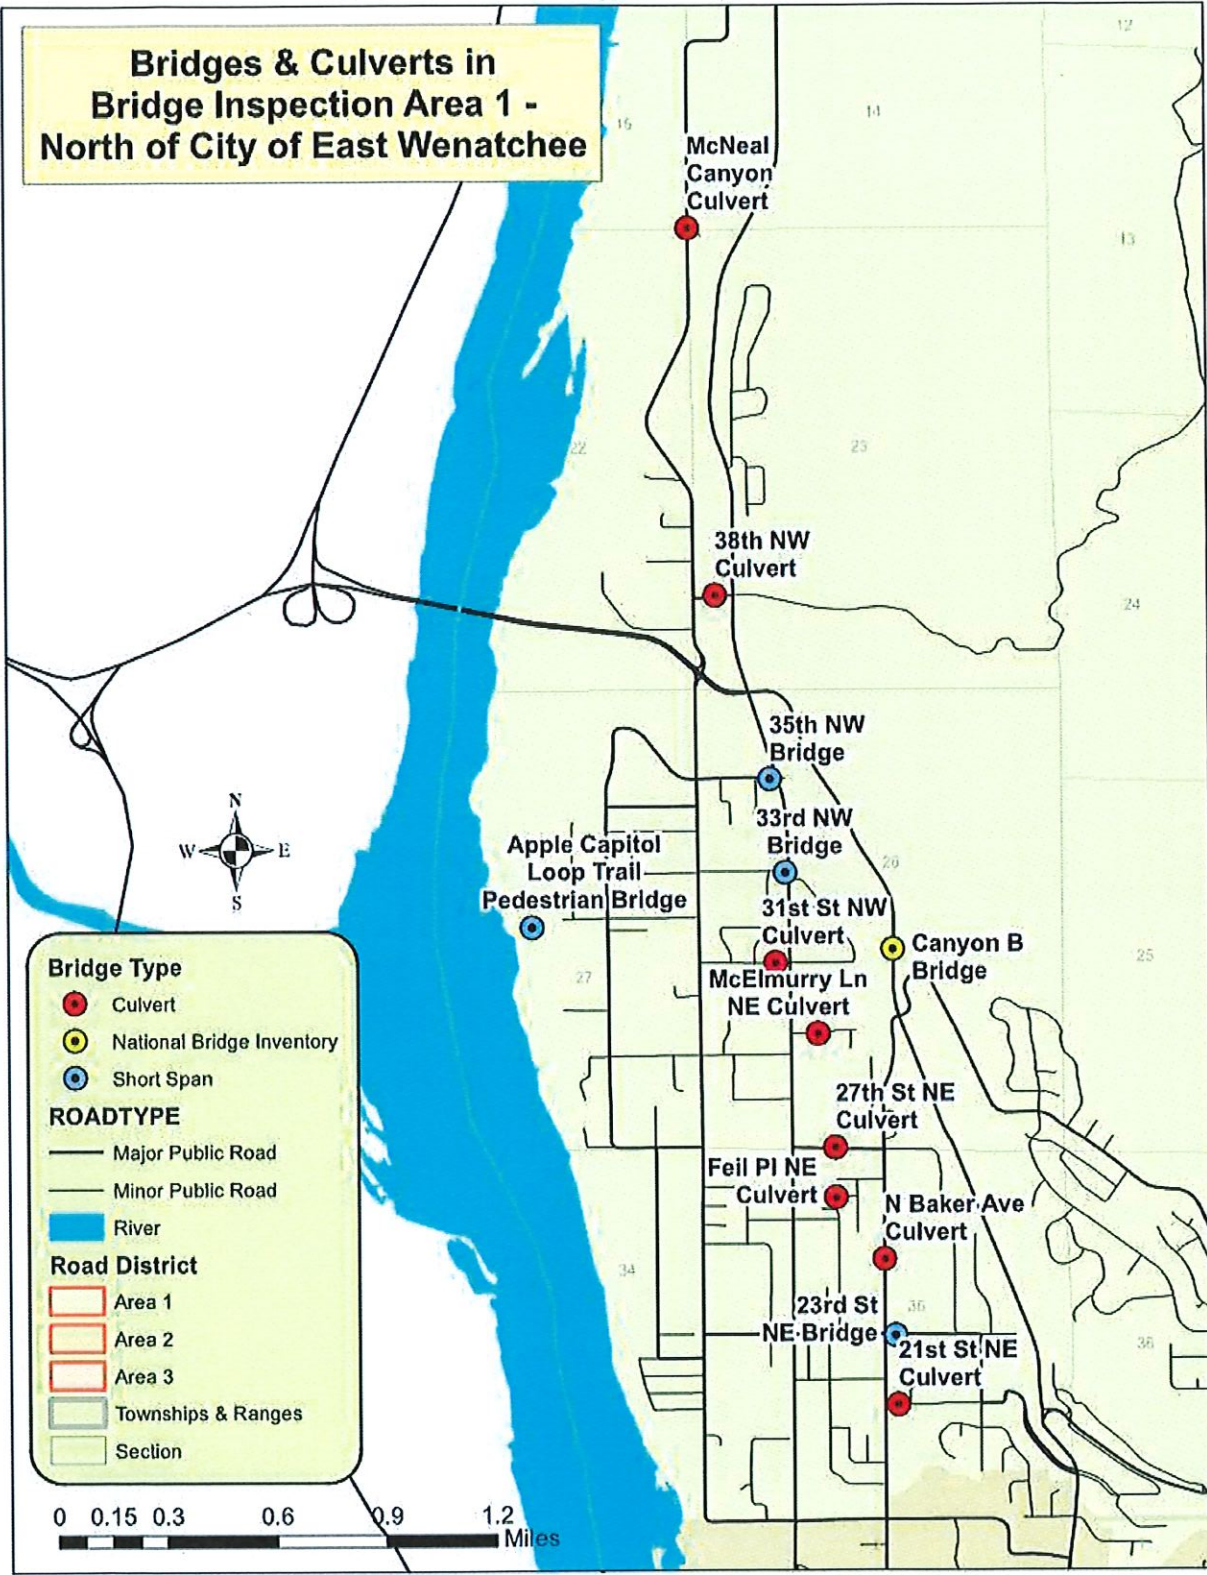 Bridges & Culverts in
Bridge Inspection Area 1 -
North of City of East Wenatchee
12
14
McNeal
Canyon
Culvert
13
22
23
38th NW
Culvert
24
35th NW
Bridge
N
W
E
S
33rd NW
Bridge
Apple Capitol
Loop Trail
Pedestrian Bridge
26
31st St NW
Culvert
Canyon B
Bridge
25
27
McElmurry Ln
NE Culvert
27th St NE
Culvert
Feil Pl NE
Culvert
N Baker Ave
Culvert
34
23rd St
NE Bridge
36
21st St NE
Culvert
Bridge Type
Culvert
National Bridge Inventory
Short Span
ROADTYPE
Major Public Road
Minor Public Road
River
Road District
Area 1
Area 2
Area 3
Townships & Ranges
Section
0 0.15 0.3 0.6 0.9 1.2
Miles